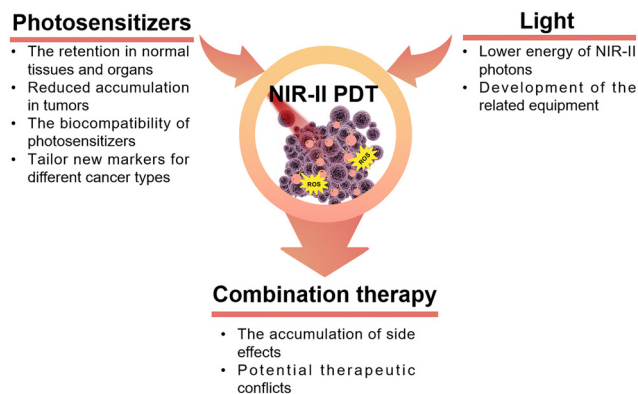 Photosensitizers
• The retention in normal
tissues and organs
• Reduced accumulation
in tumors
• The biocompatibility of
photosensitizers
• Tailor new markers for
different cancer types
Light
• Lower energy of NIR-II
photons
• Development of the
related equipment
NIR-II PDT
ROS
ROS
Combination therapy
• The accumulation of side
effects
• Potential therapeutic
conflicts